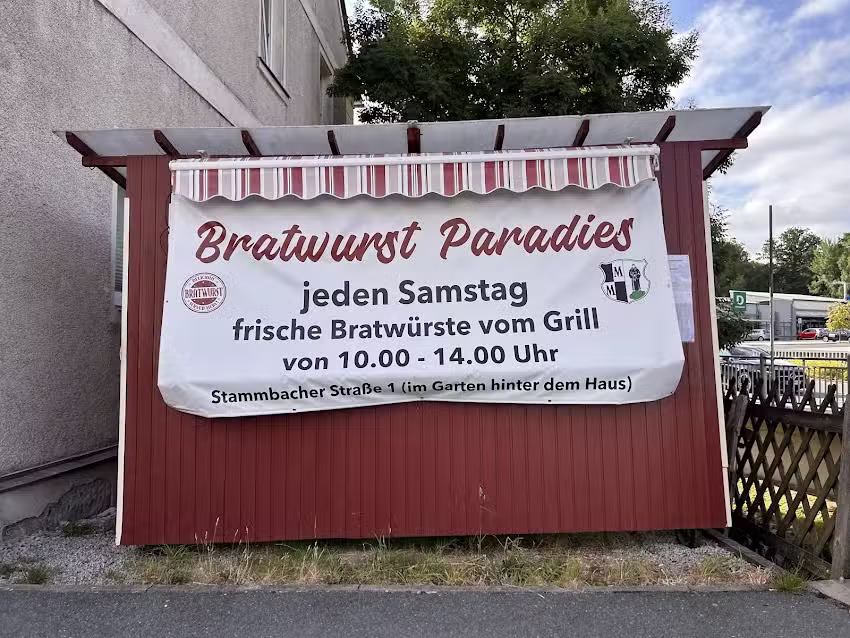 Bratwurst Paradies
jeden Samstag
frische Bratwürste vom Grill
von 10.00 - 14.00 Uhr
Stammbacher Straße 1 (im Garten hinter dem Haus)
BRATWURST
M
M
D